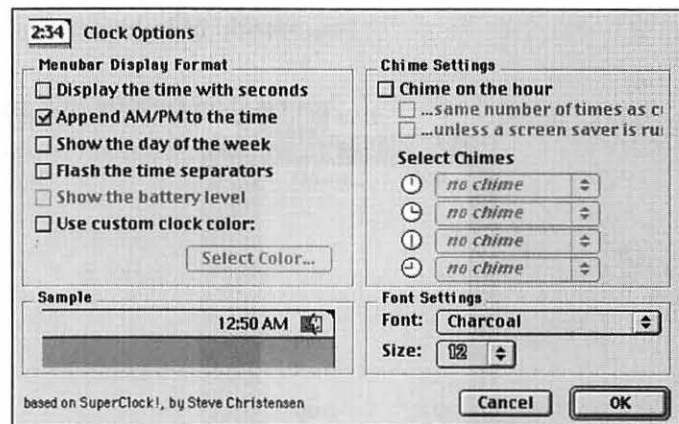 2:34 Clock Options
Menubar Display Format
Display the time with seconds
Append AM/PM to the time
Show the day of the week
Flash the time separators
Show the battery level
Use custom clock color:
Select Color...
Chime Settings
Chime on the hour
...same number of times as
...unless a screen saver is
Select Chimes
no chime
no chime
no chime
no chime
Sample
12:50 AM
Font Settings
Font: Charcoal
Size: 12
based on SuperClock!, by Steve Christensen
Cancel OK